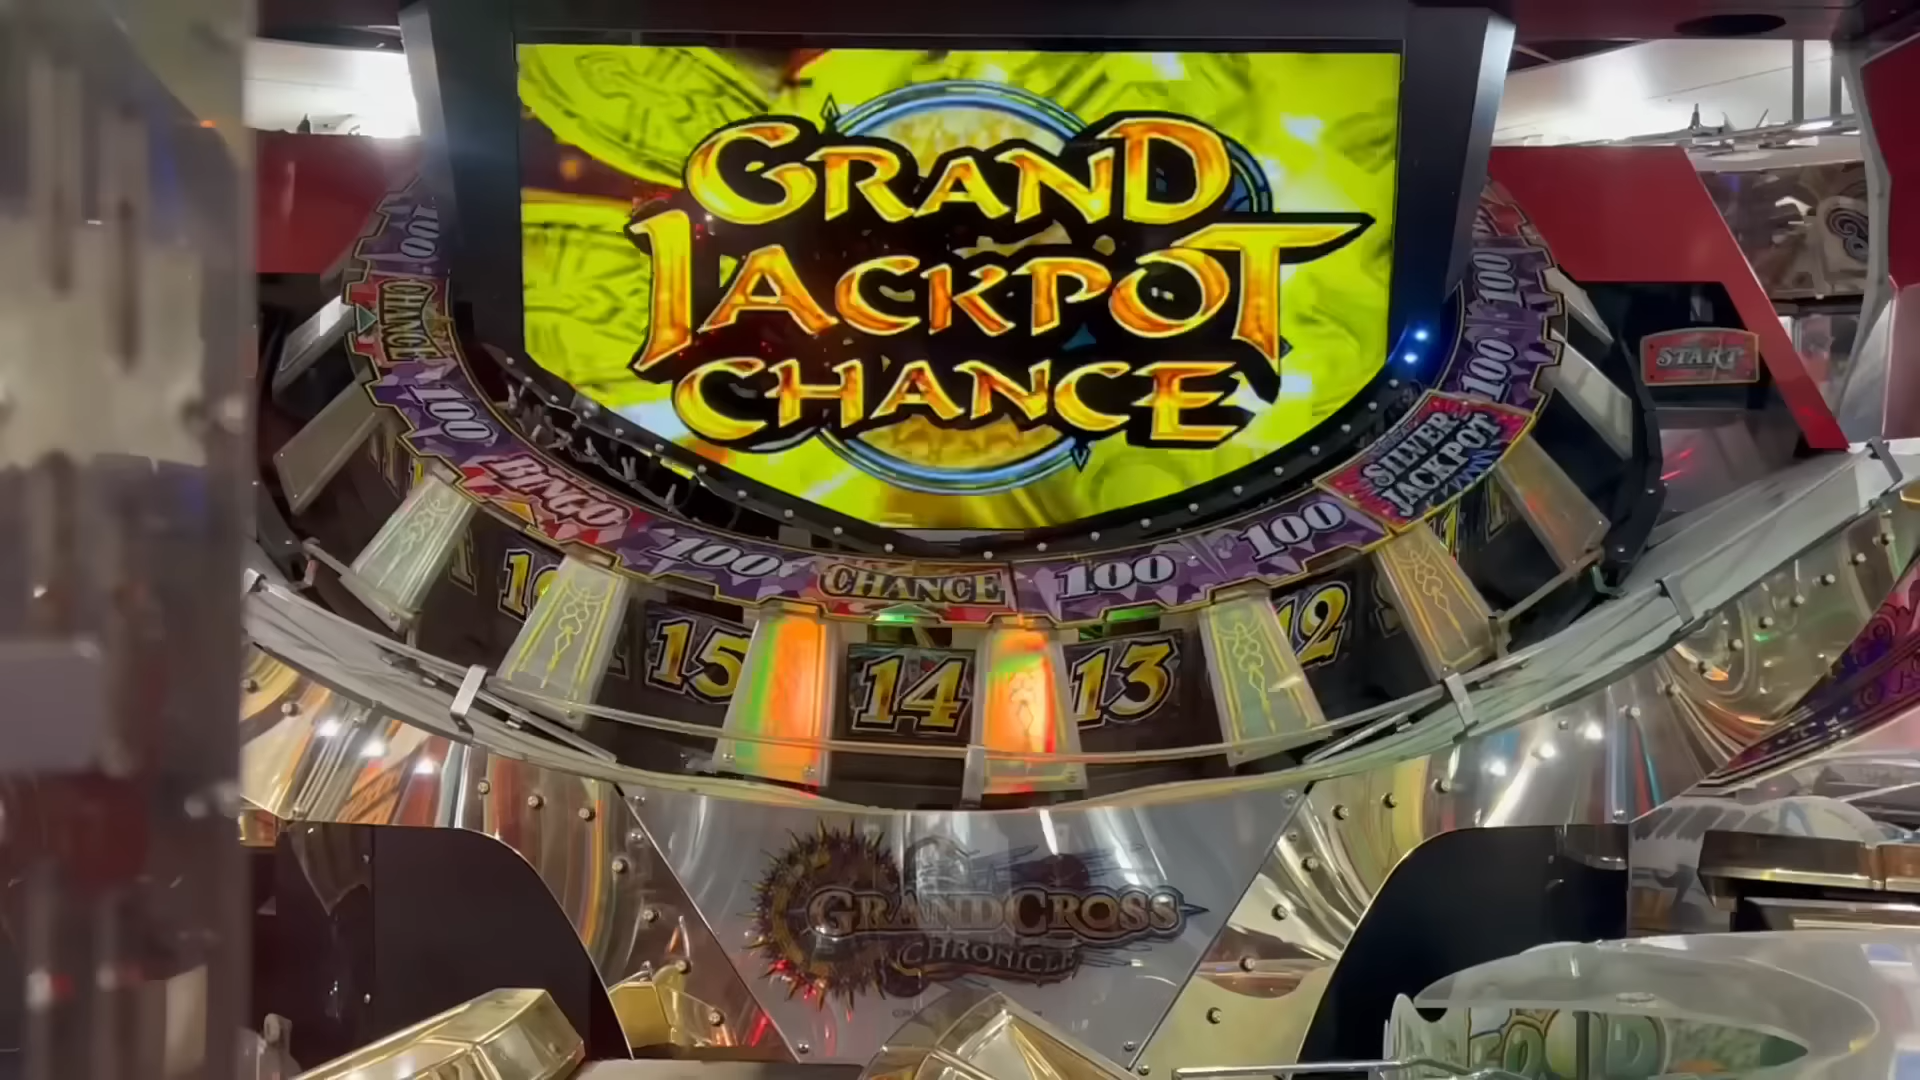 GRAND
JACKPOT
CHANCE
100
CHANCE
100
BINGO
100
CHANCE
100
100
SILVER
JACKPOT
100
100
START
15
14
13
12
GRANDCROSS
CHRONICLE